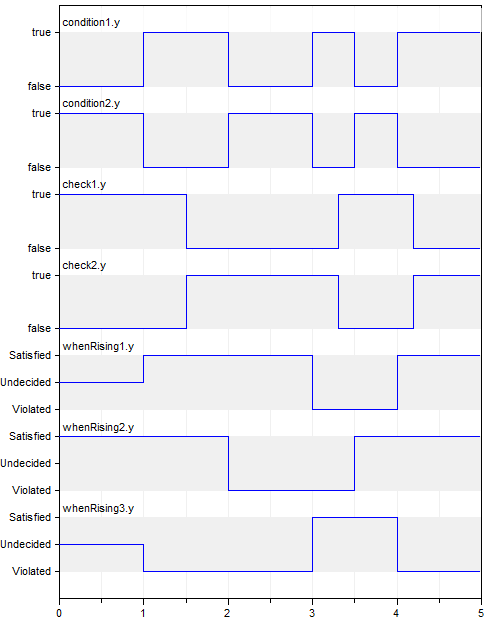 condition1.y
true
false
condition2.y
true
false
check1.y
true
false
check2.y
true
false
whenRising1.y
Satisfied
Undecided
Violated
whenRising2.y
Satisfied
Undecided
Violated
whenRising3.y
Satisfied
Undecided
Violated
0 1 2 3 4 5